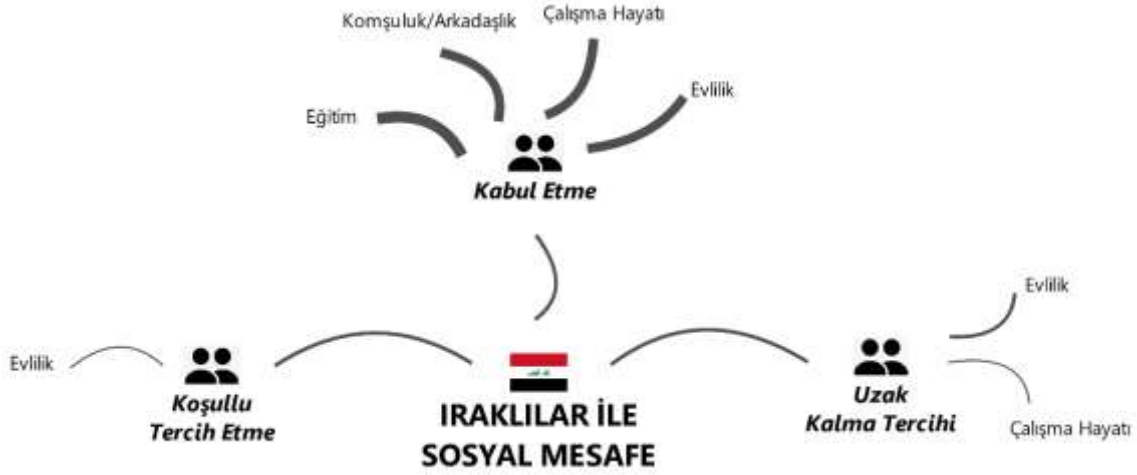 Komşuluk/Arkadaşlık
Çalışma Hayatı
Evlilik
Eğitim
Kabul Etme
Evlilik
Evlilik
Koşullu
Tercih Etme
IRAKLILAR İLE
SOSYAL MESAFE
Uzak
Kalma Tercihi
Çalışma Hayatı